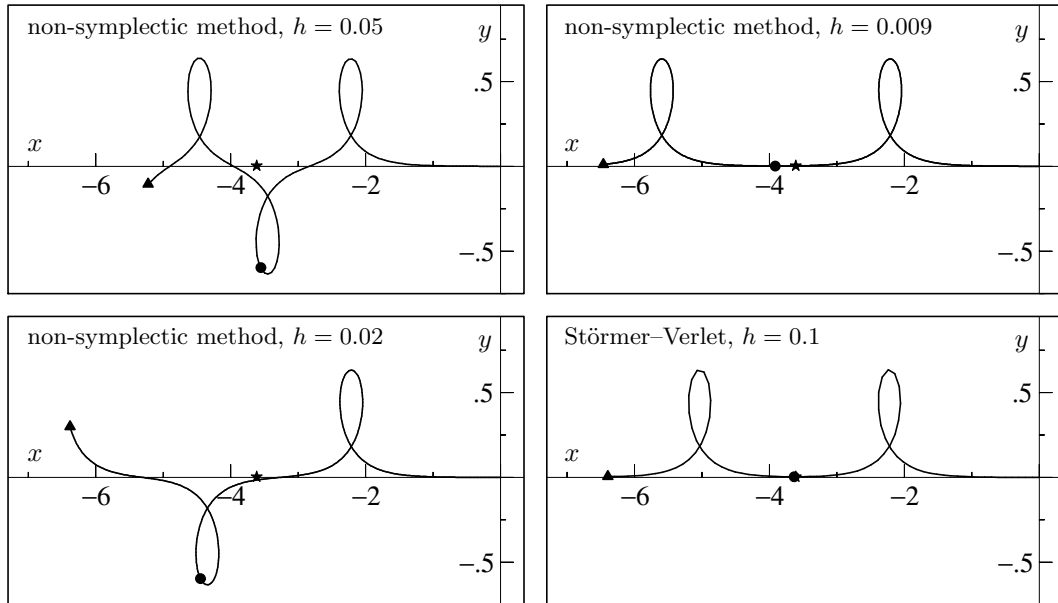 non-symplectic method, h = 0.05
y
.5
x
−6
−4
−2
−.5
non-symplectic method, h = 0.009
y
.5
x
−6
−4
−2
−.5
non-symplectic method, h = 0.02
y
.5
x
−6
−4
−2
−.5
Störmer–Verlet, h = 0.1
y
.5
x
−6
−4
−2
−.5